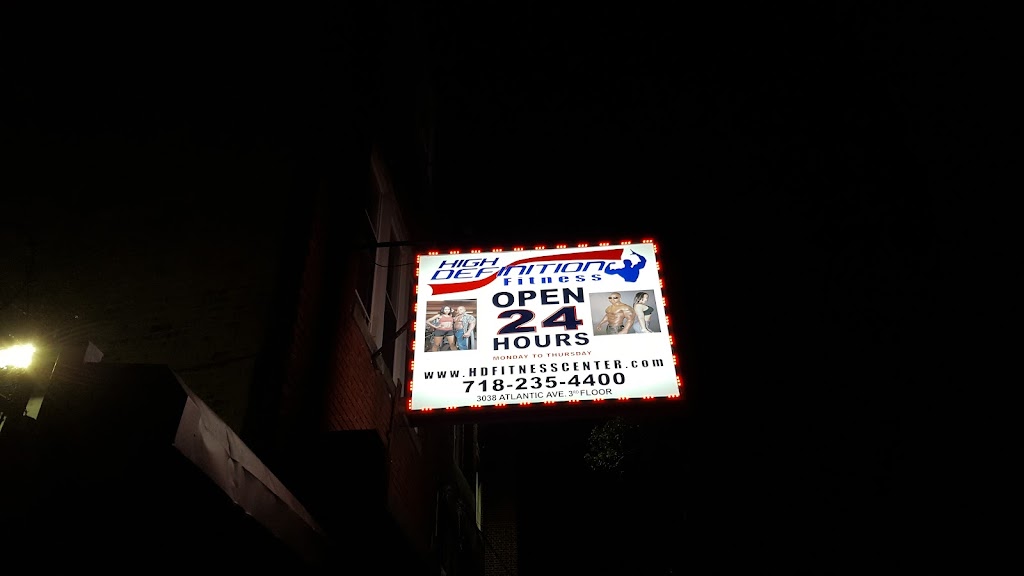 HIGH
DEFINITION
Fitness
OPEN
24
HOURS
MONDAY TO THURSDAY
www.HDFITNESSCENTER.com
718-235-4400
3038 ATLANTIC AVE. 3RD FLOOR